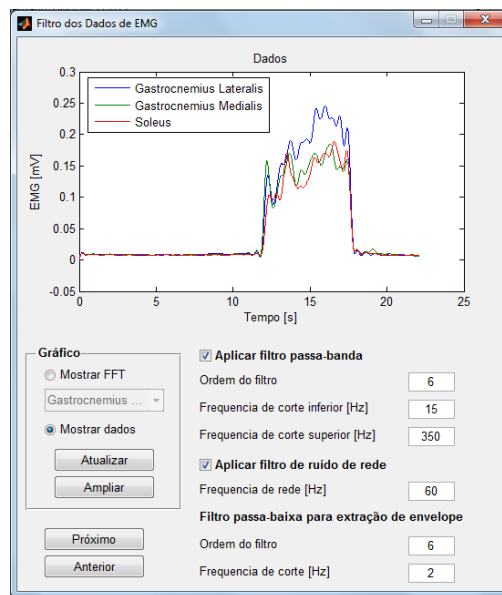 Filtro dos Dados de EMG
Dados
Gastrocnemius Lateralis
Gastrocnemius Medialis
Soleus
EMG [mV]
0.3
0.25
0.2
0.15
0.1
0.05
0
-0.05
0 5 10 15 20 25
Tempo [s]
Gráfico
Mostrar FFT
Gastrocnemius ...
Mostrar dados
Atualizar
Ampliar
Próximo
Anterior
Aplicar filtro passa-banda
Ordem do filtro 6
Frequencia de corte inferior [Hz] 15
Frequencia de corte superior [Hz] 350
Aplicar filtro de ruído de rede
Frequencia de rede [Hz] 60
Filtro passa-baixa para extração de envelope
Ordem do filtro 6
Frequencia de corte [Hz] 2